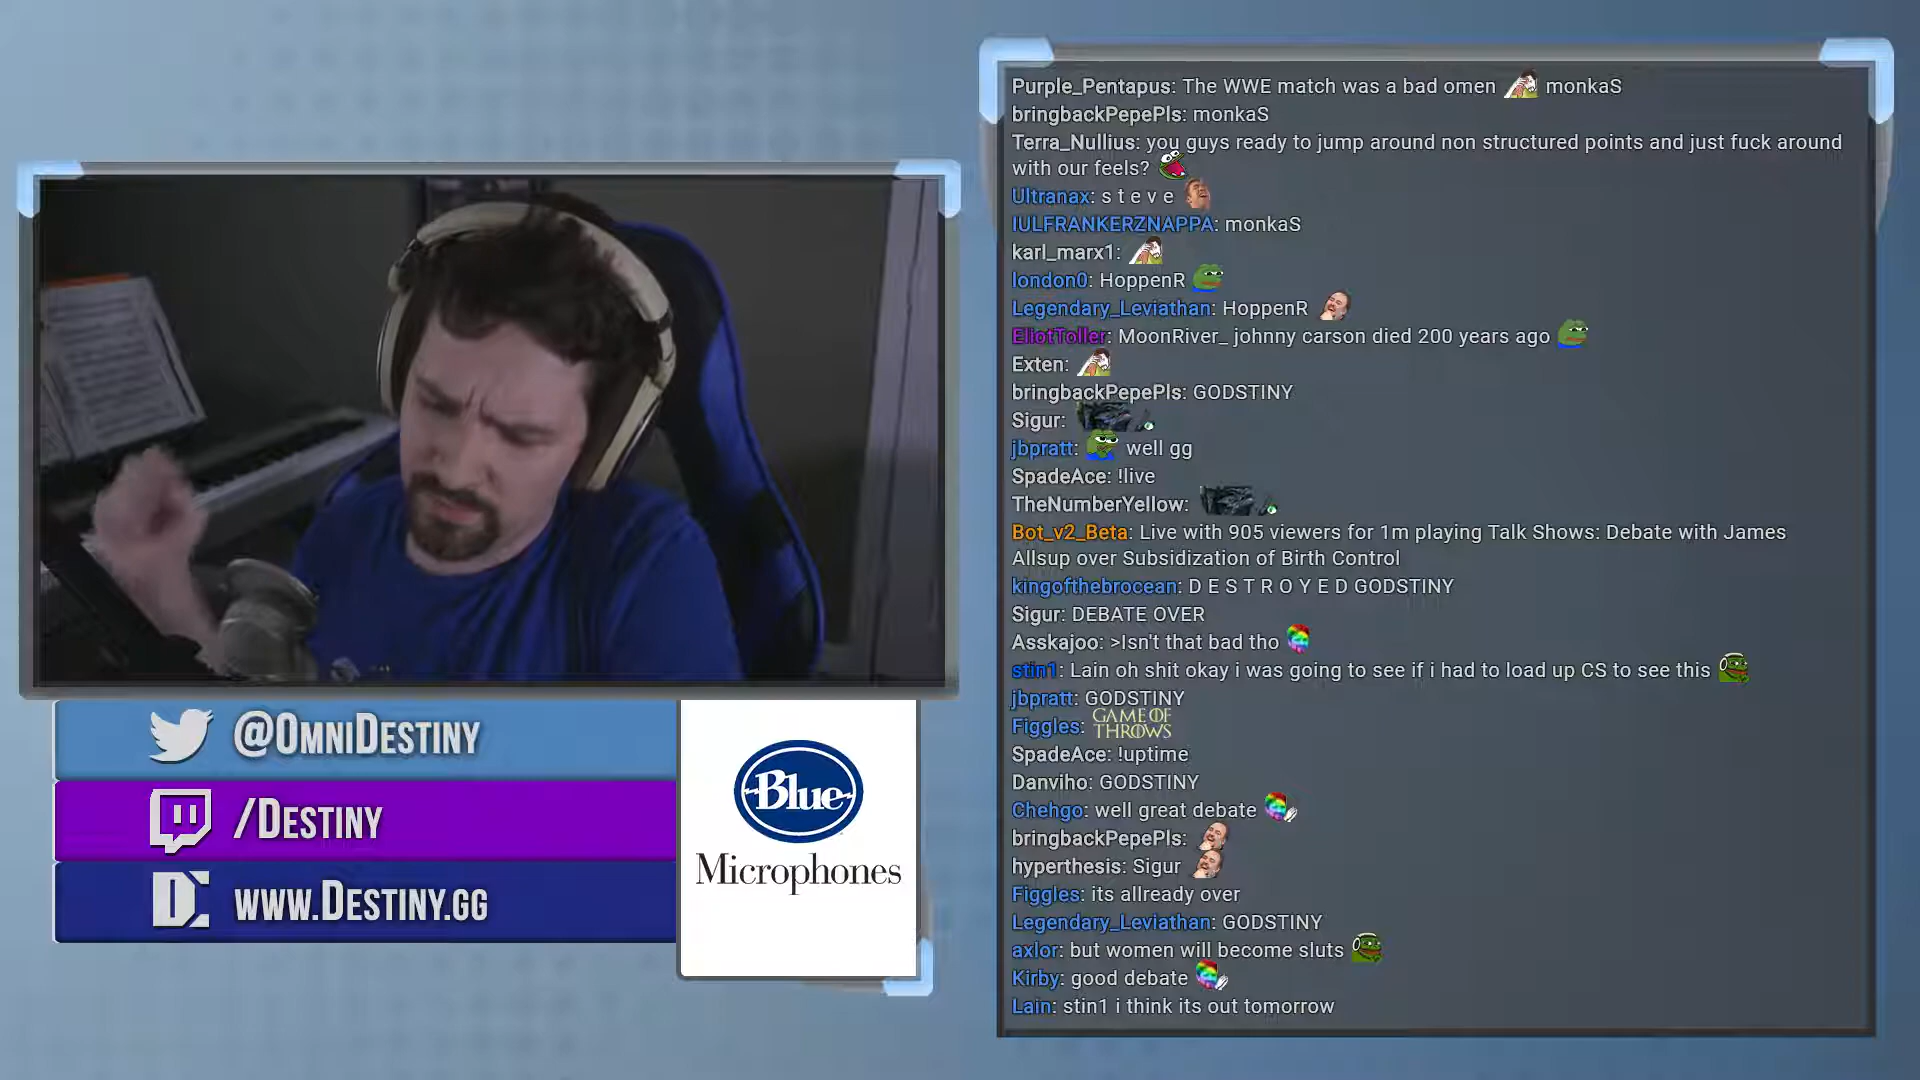 Purple_Pentapus: The WWE match was a bad omen monkaS
bringbackPepePls: monkaS
Terra_Nullius: you guys ready to jump around non structured points and just fuck around
with our feels?
Ultranax: s t e v e
IULFRANKERZNAPPA: monkaS
karl_marx1:
london0: HoppenR
Legendary_Leviathan: HoppenR
EliotToller: MoonRiver_ johnny carson died 200 years ago
Exten:
bringbackPepePls: GODSTINY
Sigur:
jbpratt: well gg
SpadeAce: !live
TheNumberYellow:
Bot_v2_Beta: Live with 905 viewers for 1m playing Talk Shows: Debate with James
Allsup over Subsidization of Birth Control
kingofthebrocean: D E S T R O Y E D GODSTINY
Sigur: DEBATE OVER
Asskajoo: >Isn't that bad tho
stin1: Lain oh shit okay i was going to see if i had to load up CS to see this
jbpratt: GODSTINY
Figgles: GAME OF THROWS
SpadeAce: !uptime
Danviho: GODSTINY
Chehgo: well great debate
bringbackPepePls:
hyperthesis: Sigur
Figgles: its allready over
Legendary_Leviathan: GODSTINY
axlor: but women will become sluts
Kirby: good debate
Lain: stin1 i think its out tomorrow
@OmniDestiny
/Destiny
www.Destiny.gg
Blue
Microphones